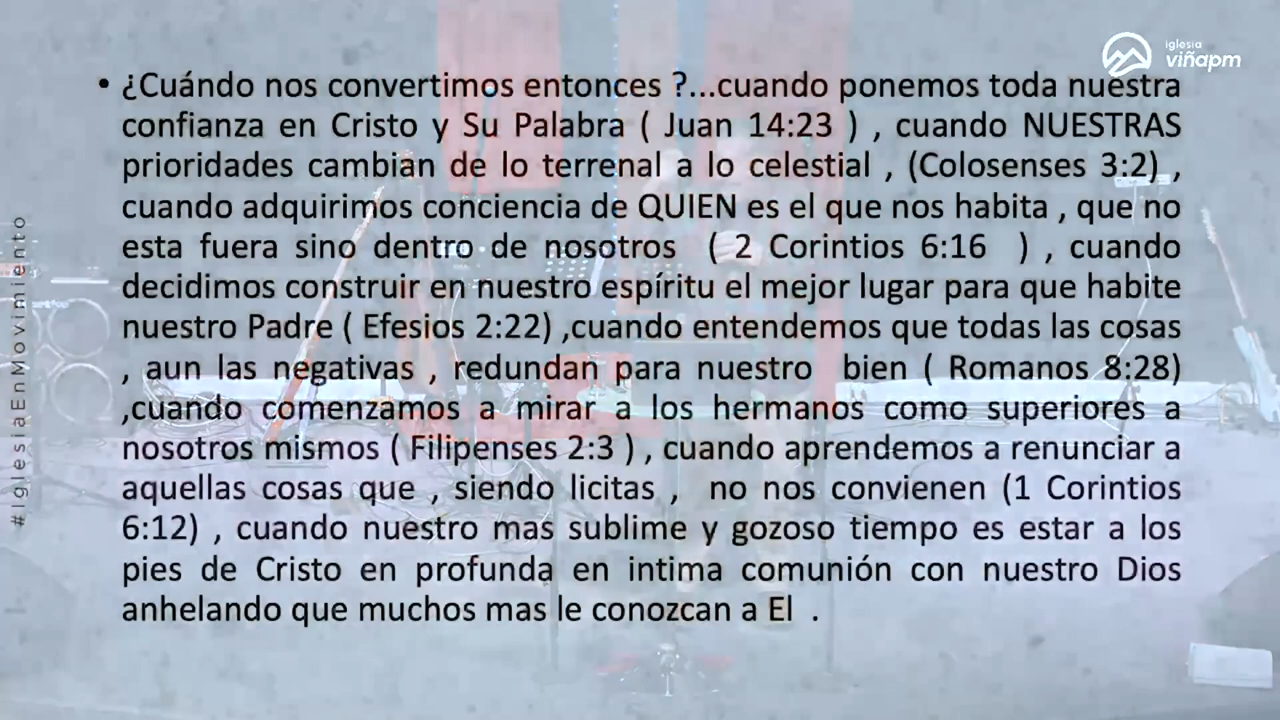 iglesia
viñapm
• ¿Cuándo nos convertimos entonces ?...cuando ponemos toda nuestra
confianza en Cristo y Su Palabra ( Juan 14:23 ) , cuando NUESTRAS
prioridades cambian de lo terrenal a lo celestial , (Colosenses 3:2) ,
cuando adquirimos conciencia de QUIEN es el que nos habita , que no
esta fuera sino dentro de nosotros ( 2 Corintios 6:16 ) , cuando
decidimos construir en nuestro espíritu el mejor lugar para que habite
nuestro Padre ( Efesios 2:22) ,cuando entendemos que todas las cosas
, aun las negativas , redundan para nuestro bien ( Romanos 8:28)
,cuando comenzamos a mirar a los hermanos como superiores a
nosotros mismos ( Filipenses 2:3 ) , cuando aprendemos a renunciar a
aquellas cosas que , siendo licitas , no nos convienen (1 Corintios
6:12) , cuando nuestro mas sublime y gozoso tiempo es estar a los
pies de Cristo en profunda en intima comunión con nuestro Dios
anhelando que muchos mas le conozcan a El .
#IglesiaEnMovimiento